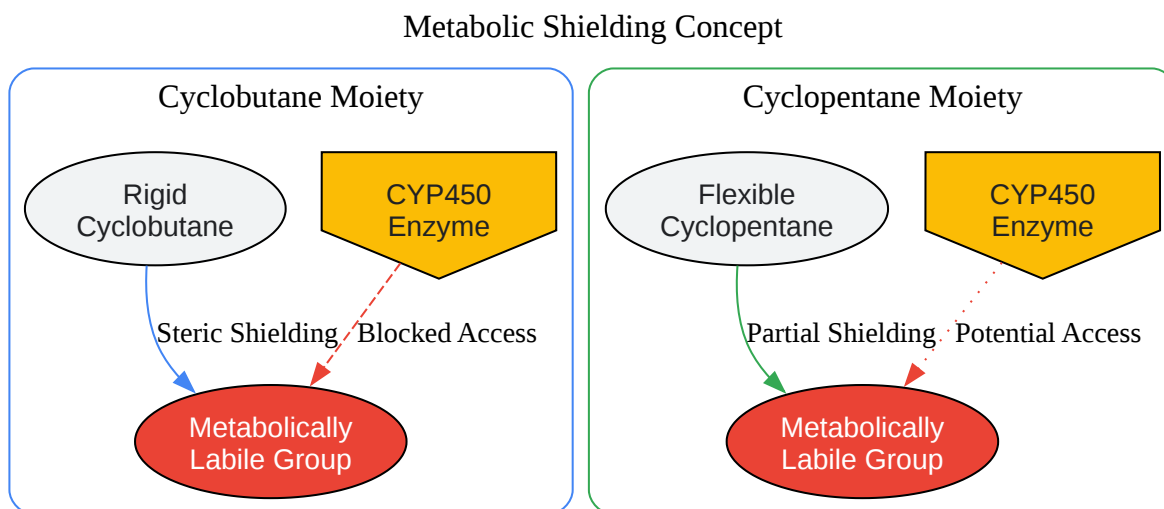 Metabolic Shielding Concept
Cyclobutane Moiety
Rigid
Cyclobutane
CYP450
Enzyme
Steric Shielding
Blocked Access
Metabolically
Labile Group
Cyclopentane Moiety
Flexible
Cyclopentane
CYP450
Enzyme
Partial Shielding
Potential Access
Metabolically
Labile Group